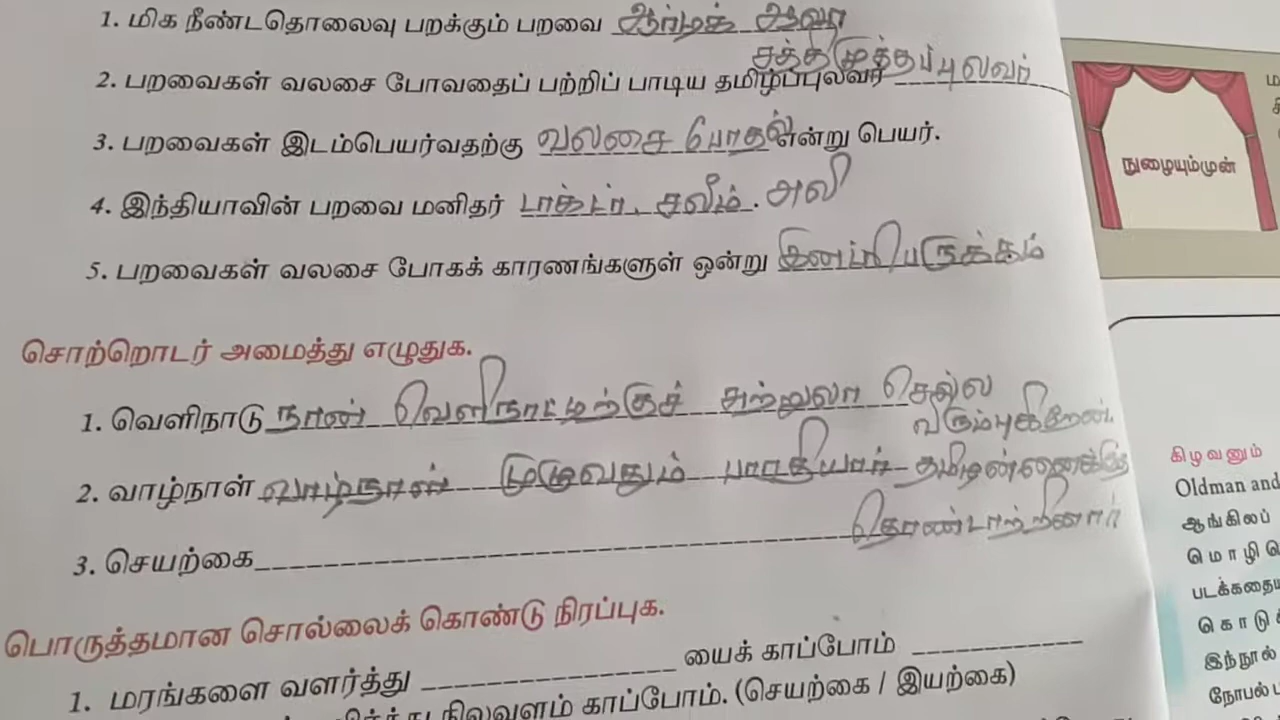 1. மிக நீண்டதொலைவு பறக்கும் பறவை ஆர்டிக் ஆலா
சத்திமுத்தப்புலவர்
2. பறவைகள் வலசை போவதைப் பற்றிப் பாடிய தமிழ்ப்புலவர்
3. பறவைகள் இடம்பெயர்வதற்கு வலசை போதல் என்று பெயர்.
4. இந்தியாவின் பறவை மனிதர் டாக்டர். சலீம். அலி
5. பறவைகள் வலசை போகக் காரணங்களுள் ஒன்று இனப்பெருக்கம்
சொற்றொடர் அமைத்து எழுதுக.
1. வெளிநாடு நான் வெளிநாட்டிற்குச் சுற்றுலா செல்ல
விரும்புகிறேன்.
2. வாழ்நாள் வாழ்நாள் முழுவதும் பாரதியார் தமிழன்னைக்கு
தொண்டாற்றினார்
3. செயற்கை
பொருத்தமான சொல்லைக் கொண்டு நிரப்புக.
1. மரங்களை வளர்த்து யைக் காப்போம்
நிலவளம் காப்போம். (செயற்கை / இயற்கை)
நுழையும்முன்
கிழவனும்
Oldman and
ஆங்கிலப்
மொழி
படக்கதை
கொடு
இந்நூல்
நோபல்